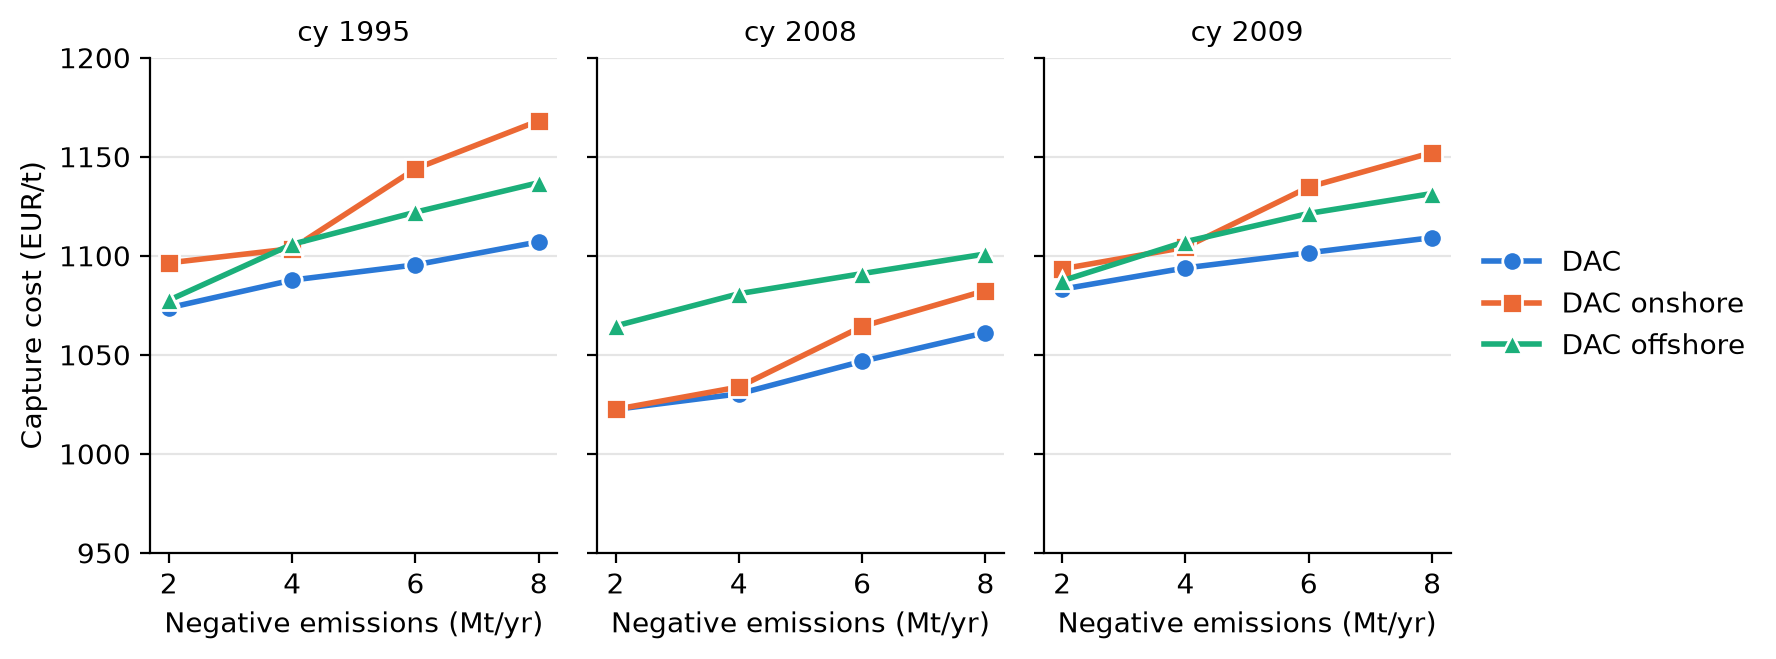 cy 1995
cy 2008
cy 2009
Capture cost (EUR/t)
1200
1150
1100
1050
1000
950
2 4 6 8
2 4 6 8
2 4 6 8
Negative emissions (Mt/yr)
Negative emissions (Mt/yr)
Negative emissions (Mt/yr)
DAC
DAC onshore
DAC offshore